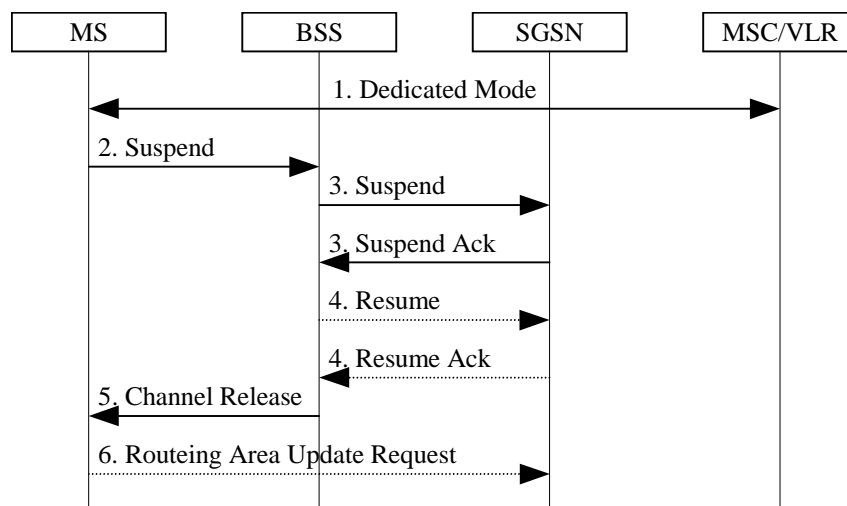 MS
BSS
SGSN
MSC/VLR
1. Dedicated Mode
2. Suspend
3. Suspend
3. Suspend Ack
4. Resume
4. Resume Ack
5. Channel Release
6. Routeing Area Update Request